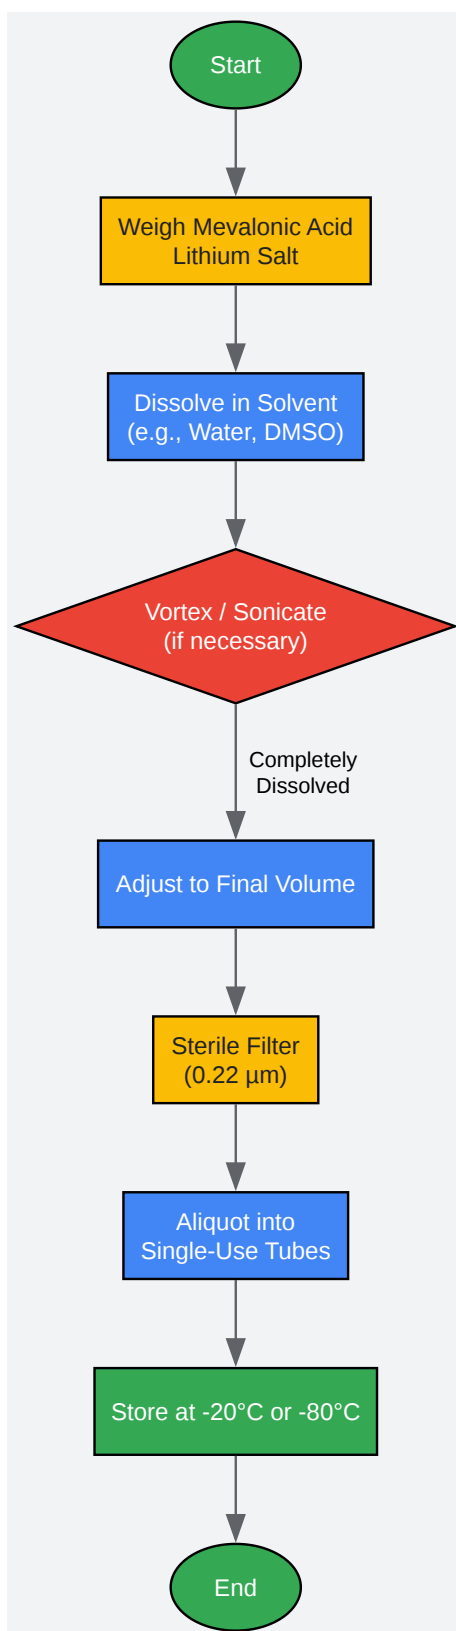 Start
Weigh Mevalonic Acid
Lithium Salt
Dissolve in Solvent
(e.g., Water, DMSO)
Vortex / Sonicate
(if necessary)
Completely
Dissolved
Adjust to Final Volume
Sterile Filter
(0.22 µm)
Aliquot into
Single-Use Tubes
Store at -20°C or -80°C
End